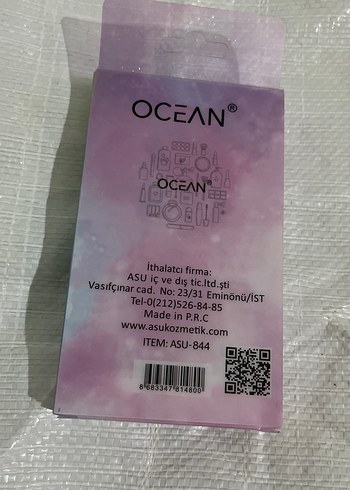 OCEAN®
OCEAN®
İthalatcı firma:
ASU iç ve dış tic.ltd.şti
Vasıfçınar cad. No: 23/31 Eminönü/İST
Tel-0(212)526-84-85
Made in P.R.C
www.asukozmetik.com
ITEM: ASU-844
8 683347 814800